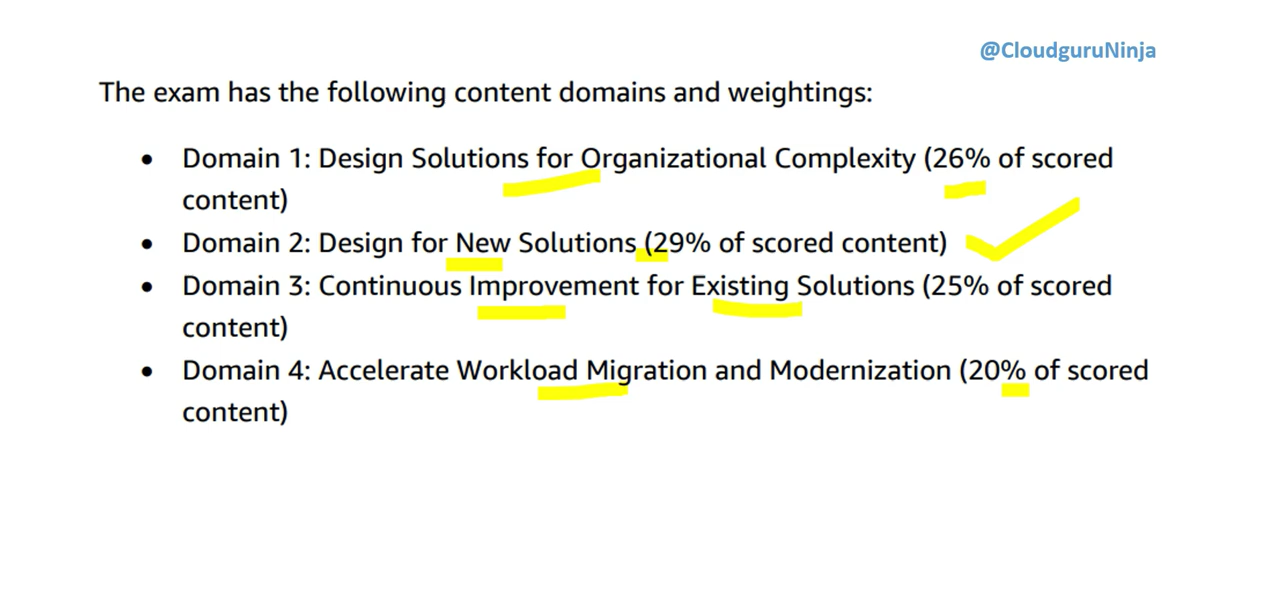 @CloudguruNinja
The exam has the following content domains and weightings:
• Domain 1: Design Solutions for Organizational Complexity (26% of scored
content)
• Domain 2: Design for New Solutions (29% of scored content)
• Domain 3: Continuous Improvement for Existing Solutions (25% of scored
content)
• Domain 4: Accelerate Workload Migration and Modernization (20% of scored
content)